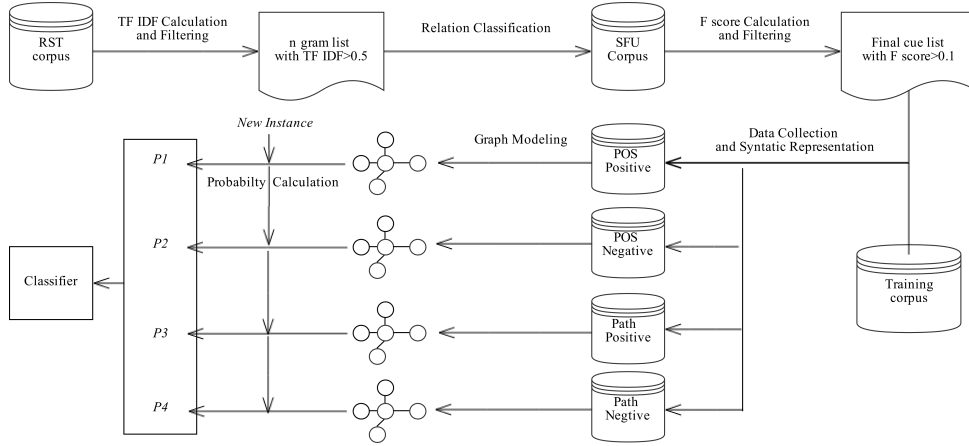 RST
corpus
TF IDF Calculation
and Filtering
n gram list
with TF IDF>0.5
Relation Classification
SFU
Corpus
F score Calculation
and Filtering
Final cue list
with F score>0.1
New Instance
P1
Probabilty Calculation
Graph Modeling
POS
Positive
Data Collection
and Syntatic Representation
P2
POS
Negative
Classifier
Training
corpus
P3
Path
Positive
P4
Path
Negtive